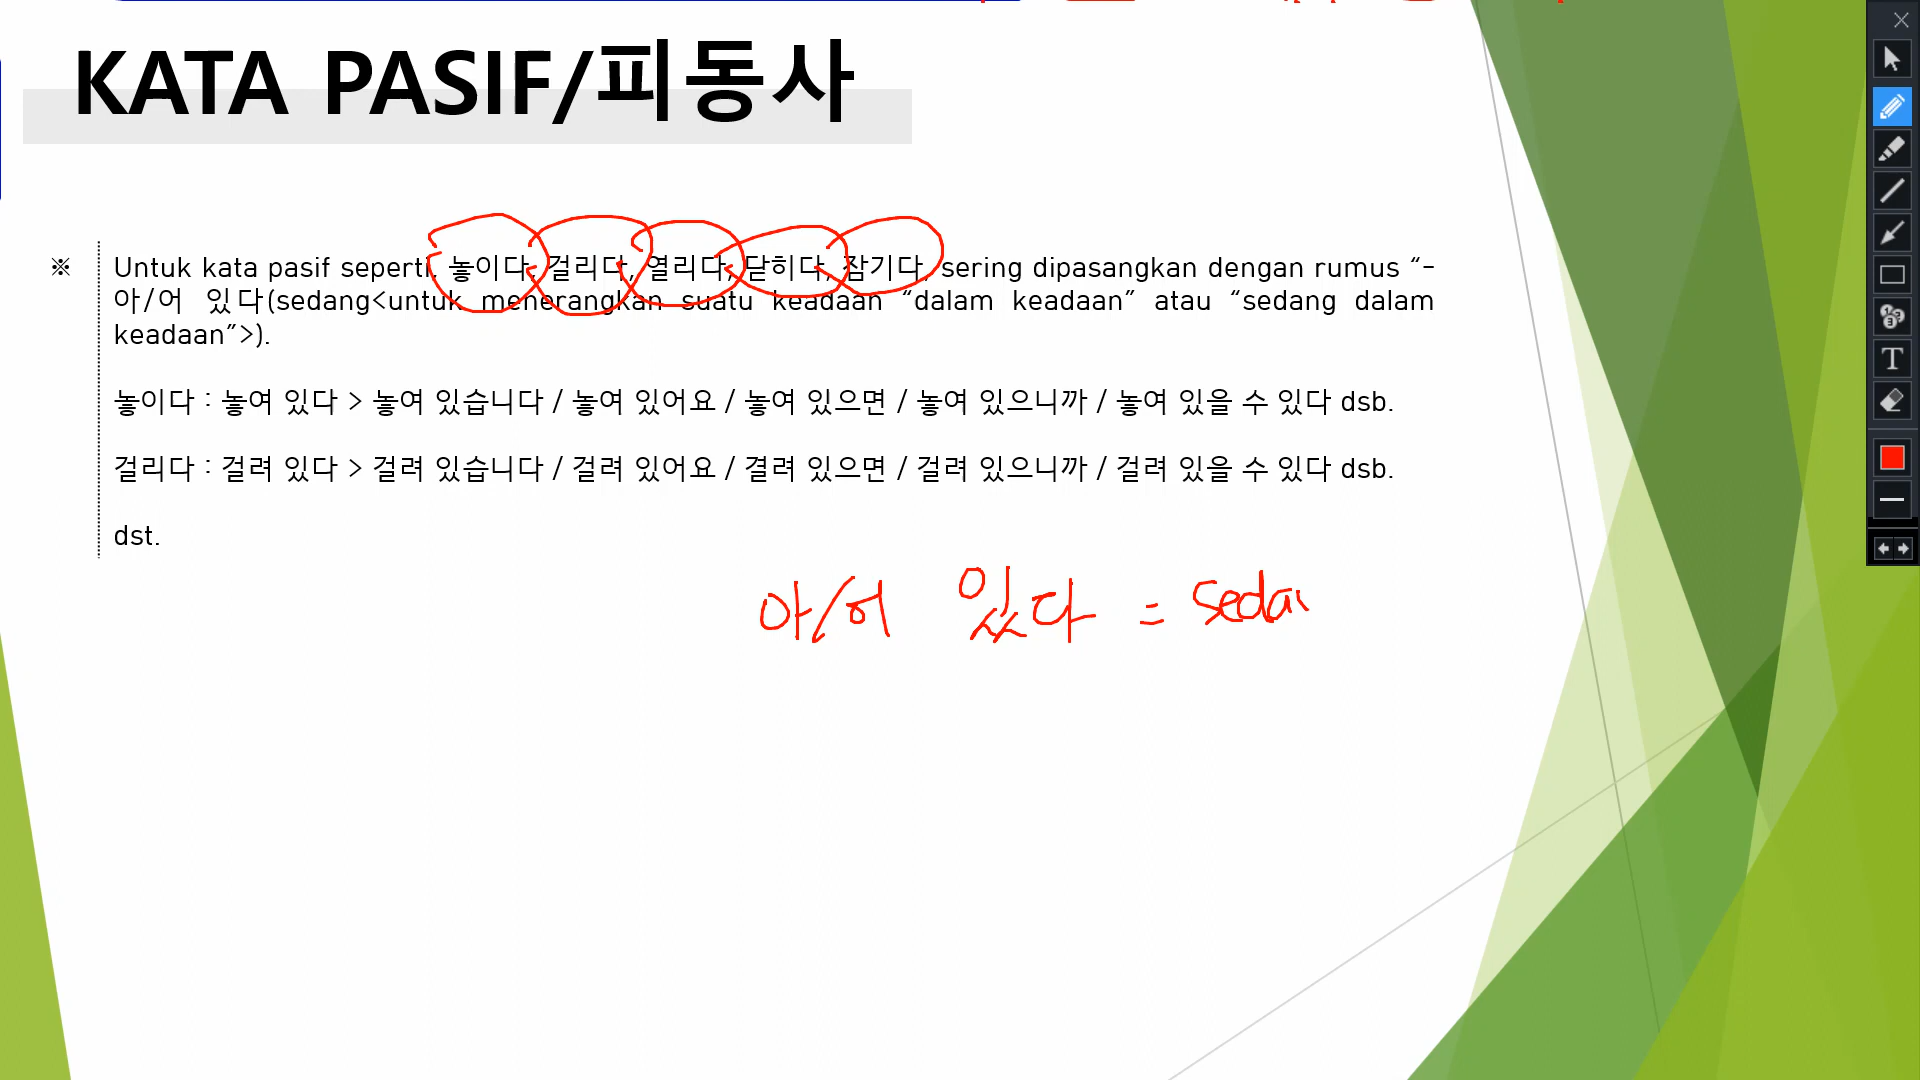 KATA PASIF/피동사
※ Untuk kata pasif seperti, 놓이다, 걸리다, 열리다, 닫히다, 잠기다, sering dipasangkan dengan rumus “-
아/어 있다(sedang<untuk menerangkan suatu keadaan “dalam keadaan” atau “sedang dalam
keadaan”>).
놓이다 : 놓여 있다 > 놓여 있습니다 / 놓여 있어요 / 놓여 있으면 / 놓여 있으니까 / 놓여 있을 수 있다 dsb.
걸리다 : 걸려 있다 > 걸려 있습니다 / 걸려 있어요 / 결려 있으면 / 걸려 있으니까 / 걸려 있을 수 있다 dsb.
dst.
아/어 있다 = seda